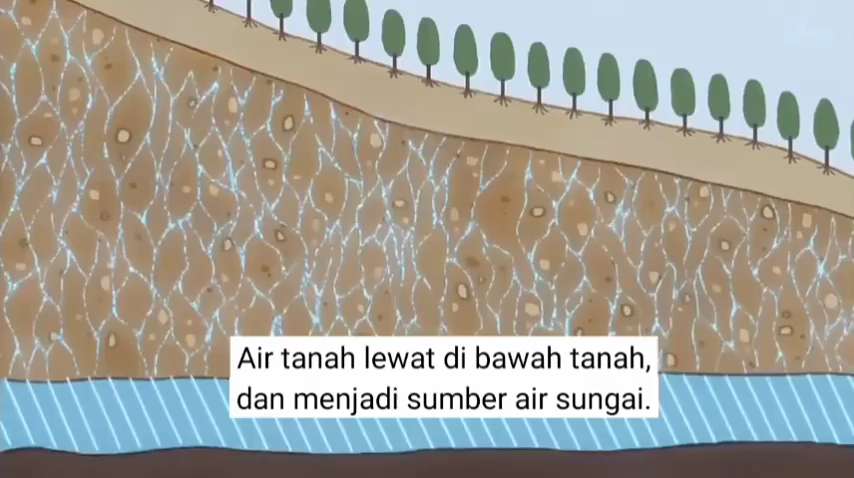 Air tanah lewat di bawah tanah,
dan menjadi sumber air sungai.